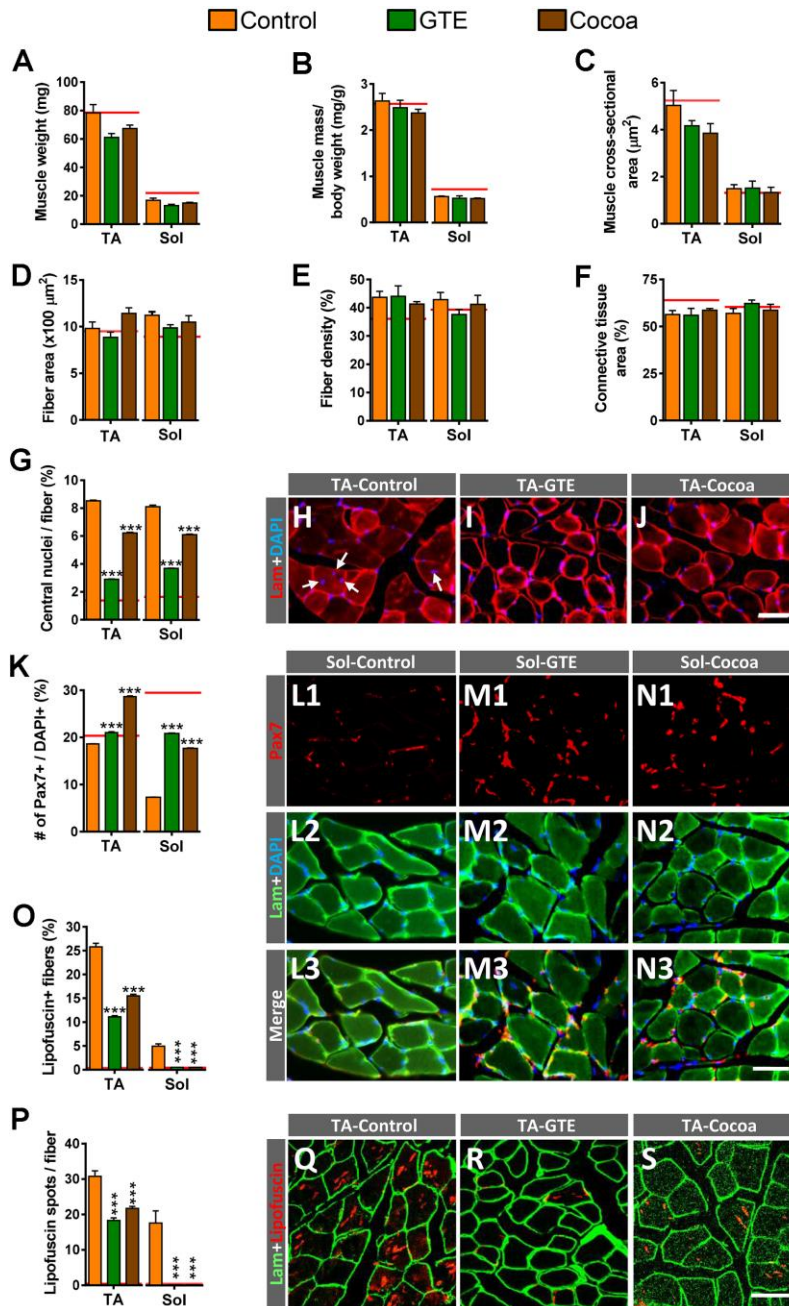 Control GTE Cocoa
A
Muscle weight (mg)
100
80
60
40
20
0
TA Sol
B
Muscle mass/
body weight (mg/g)
3
2
1
0
TA Sol
C
Muscle cross-sectional
area (μm²)
6
4
2
0
TA Sol
D
Fiber area (x100 μm²)
15
10
5
0
TA Sol
E
Fiber density (%)
50
40
30
20
10
0
TA Sol
F
Connective tissue
area (%)
75
50
25
0
TA Sol
G
Central nuclei / fiber (%)
10
8
6
4
2
0
*** *** *** ***
TA Sol
TA-Control TA-GTE TA-Cocoa
Lam+DAPI
H I J
K
# of Pax7+ / DAPI+ (%)
30
20
10
0
*** *** *** ***
TA Sol
Sol-Control Sol-GTE Sol-Cocoa
Pax7
L1 M1 N1
Lam+DAPI
L2 M2 N2
Merge
L3 M3 N3
O
Lipofuscin+ fibers (%)
30
25
20
15
10
5
0
*** *** *** ***
TA Sol
P
Lipofuscin spots / fiber
40
30
20
10
0
*** *** *** ***
TA Sol
TA-Control TA-GTE TA-Cocoa
Lam+Lipofuscin
Q R S